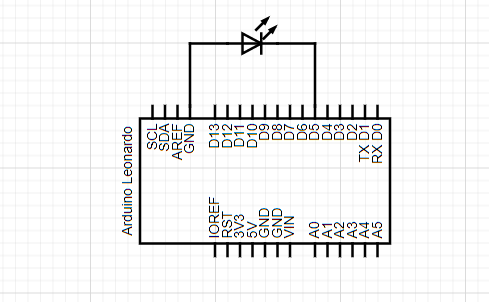 SCL
SDA
AREF
GND
D13
D12
D11
D10
D9
D8
D7
D6
D5
D4
D3
D2
TX D1
RX D0
Arduino Leonardo
IOREF
RST
3V3
5V
GND
GND
VIN
A0
A1
A2
A3
A4
A5